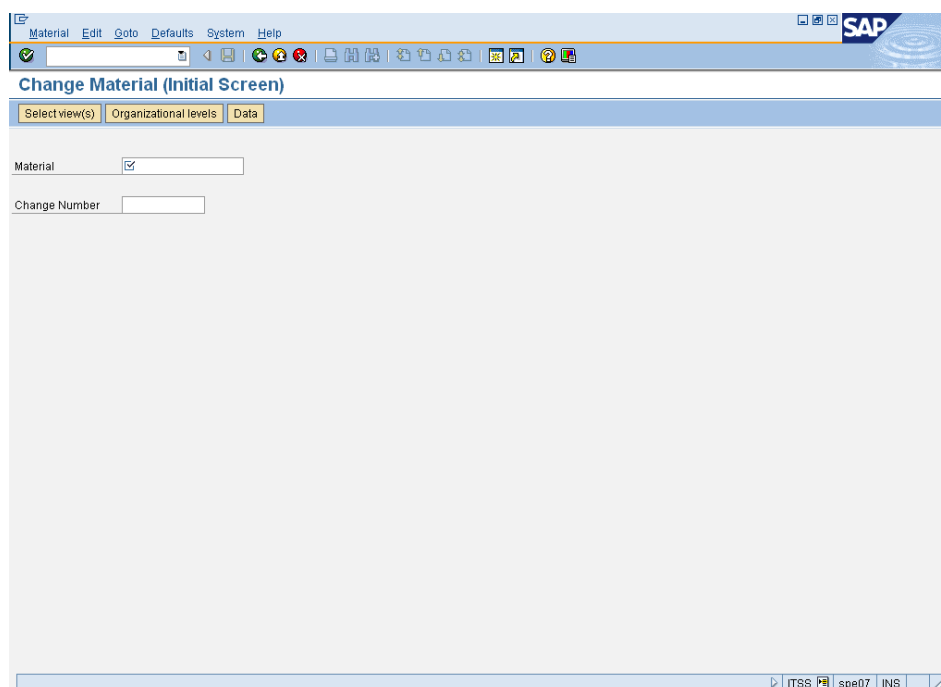 Material Edit Goto Defaults System Help
SAP
Change Material (Initial Screen)
Select view(s) Organizational levels Data
Material
Change Number
ITSS spe07 INS